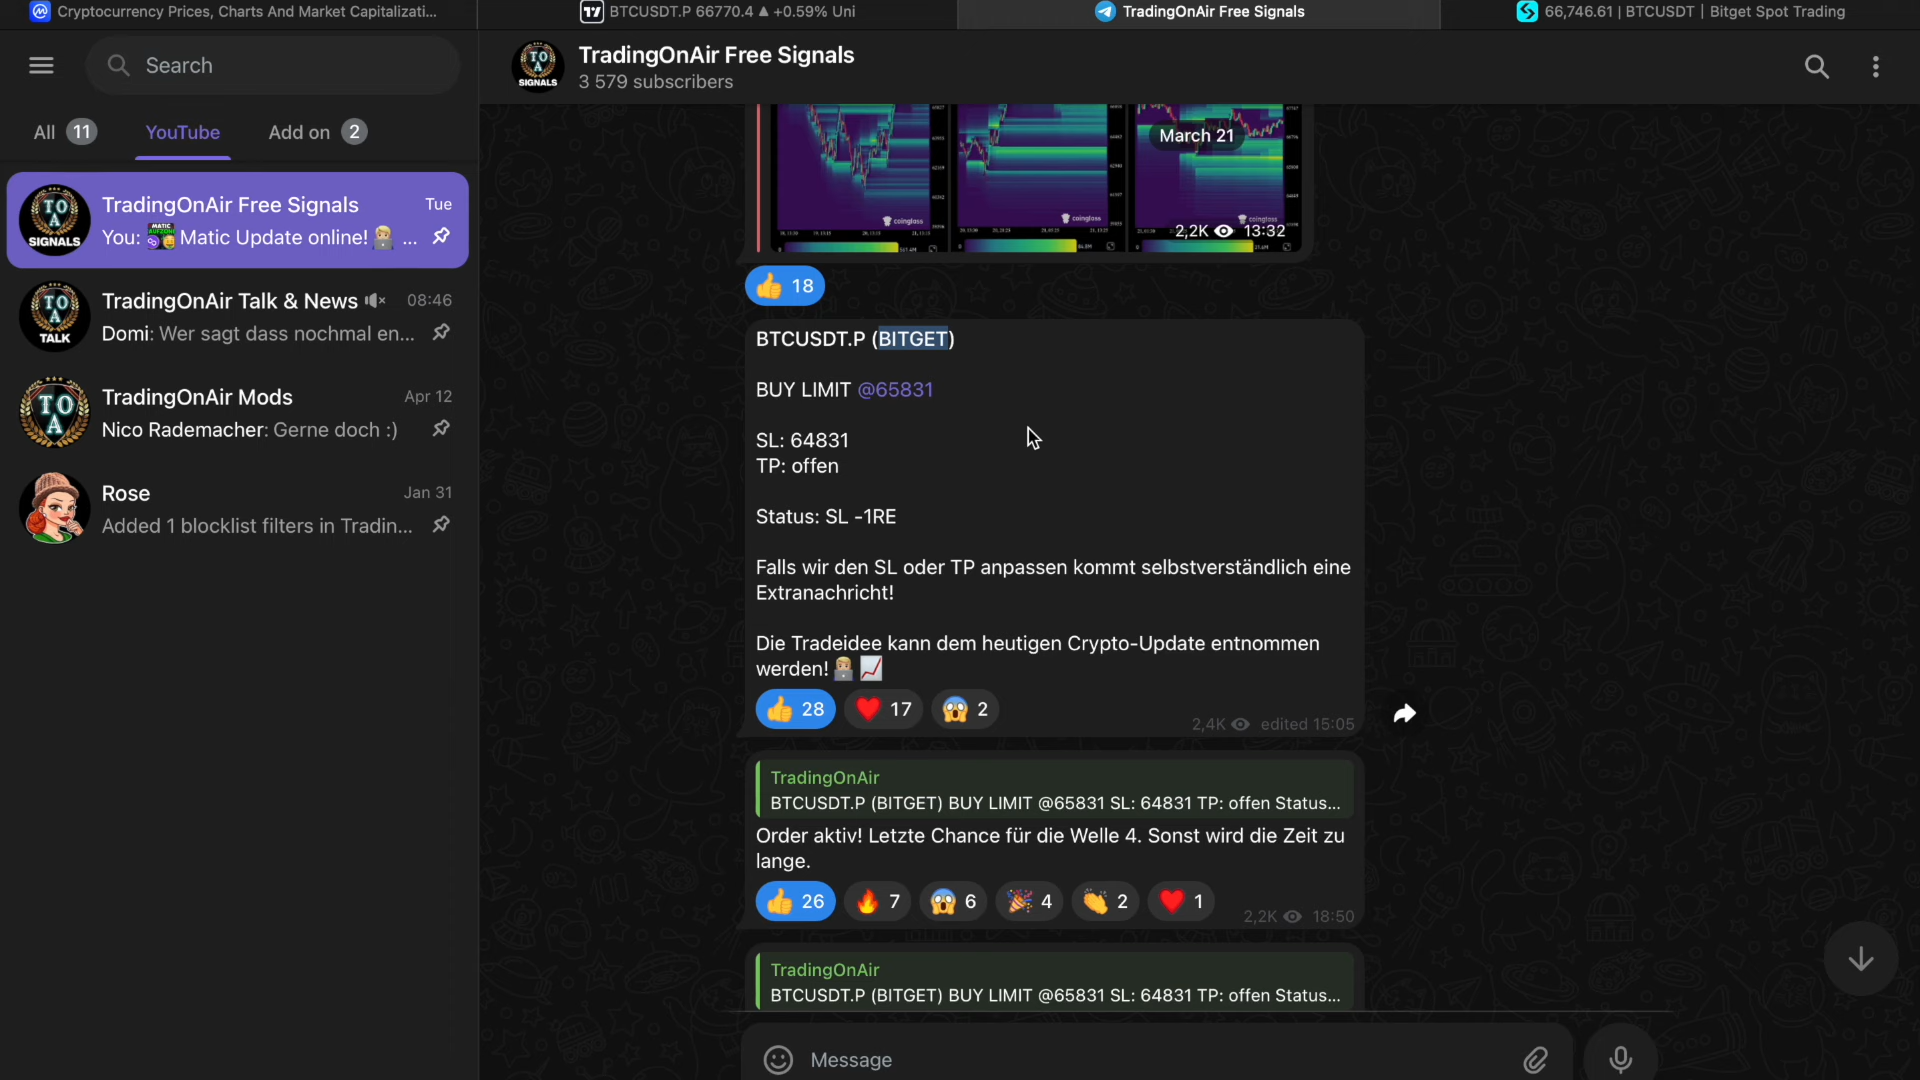 Cryptocurrency Prices, Charts And Market Capitalizati...
BTCUSDT.P 66770.4 ▲ +0.59% Uni
TradingOnAir Free Signals
66,746.61 | BTCUSDT | Bitget Spot Trading
Search
TradingOnAir Free Signals
3 579 subscribers
All 11
YouTube
Add on 2
TradingOnAir Free Signals Tue
You: Matic Update online! 👨🏼‍💻 ...
TradingOnAir Talk & News 08:46
Domi: Wer sagt dass nochmal en...
TradingOnAir Mods Apr 12
Nico Rademacher: Gerne doch :)
Rose Jan 31
Added 1 blocklist filters in Tradin...
TO
A
SIGNALS
TO
A
TALK
TO
A
March 21
coinglass
coinglass
coinglass
2,2K 13:32
👍 18
BTCUSDT.P (BITGET)
BUY LIMIT @65831
SL: 64831
TP: offen
Status: SL -1RE
Falls wir den SL oder TP anpassen kommt selbstverständlich eine
Extranachricht!
Die Tradeidee kann dem heutigen Crypto-Update entnommen
werden! 👨🏼‍💻 📈
👍 28 ❤️ 17 😱 2
2,4K edited 15:05
TradingOnAir
BTCUSDT.P (BITGET) BUY LIMIT @65831 SL: 64831 TP: offen Status...
Order aktiv! Letzte Chance für die Welle 4. Sonst wird die Zeit zu
lange.
👍 26 🔥 7 😱 6 🎉 4 👏 2 ❤️ 1
2,2K 18:50
TradingOnAir
BTCUSDT.P (BITGET) BUY LIMIT @65831 SL: 64831 TP: offen Status...
Message